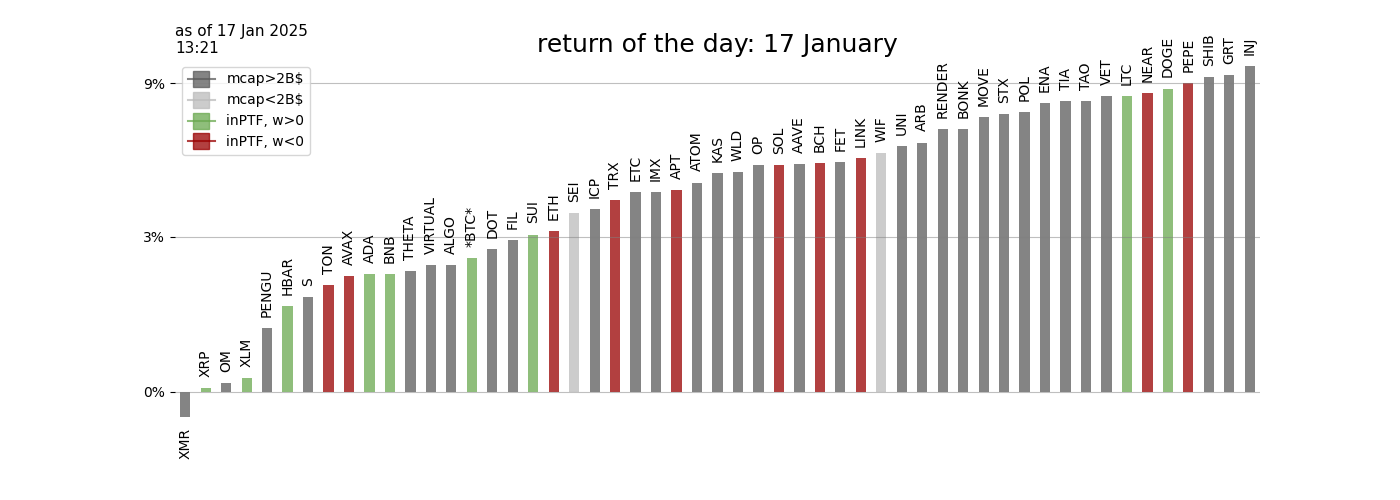 as of 17 Jan 2025
13:21
return of the day: 17 January
mcap>2B$
mcap<2B$
inPTF, w>0
inPTF, w<0
9%
3%
0%
XMR
XRP
OM
XLM
PENGU
HBAR
S
TON
AVAX
ADA
BNB
THETA
VIRTUAL
ALGO
*BTC*
DOT
FIL
SUI
ETH
SEI
ICP
TRX
ETC
IMX
APT
ATOM
KAS
WLD
OP
SOL
AAVE
BCH
FET
LINK
WIF
UNI
ARB
RENDER
BONK
MOVE
STX
POL
ENA
TIA
TAO
VET
LTC
NEAR
DOGE
PEPE
SHIB
GRT
INJ